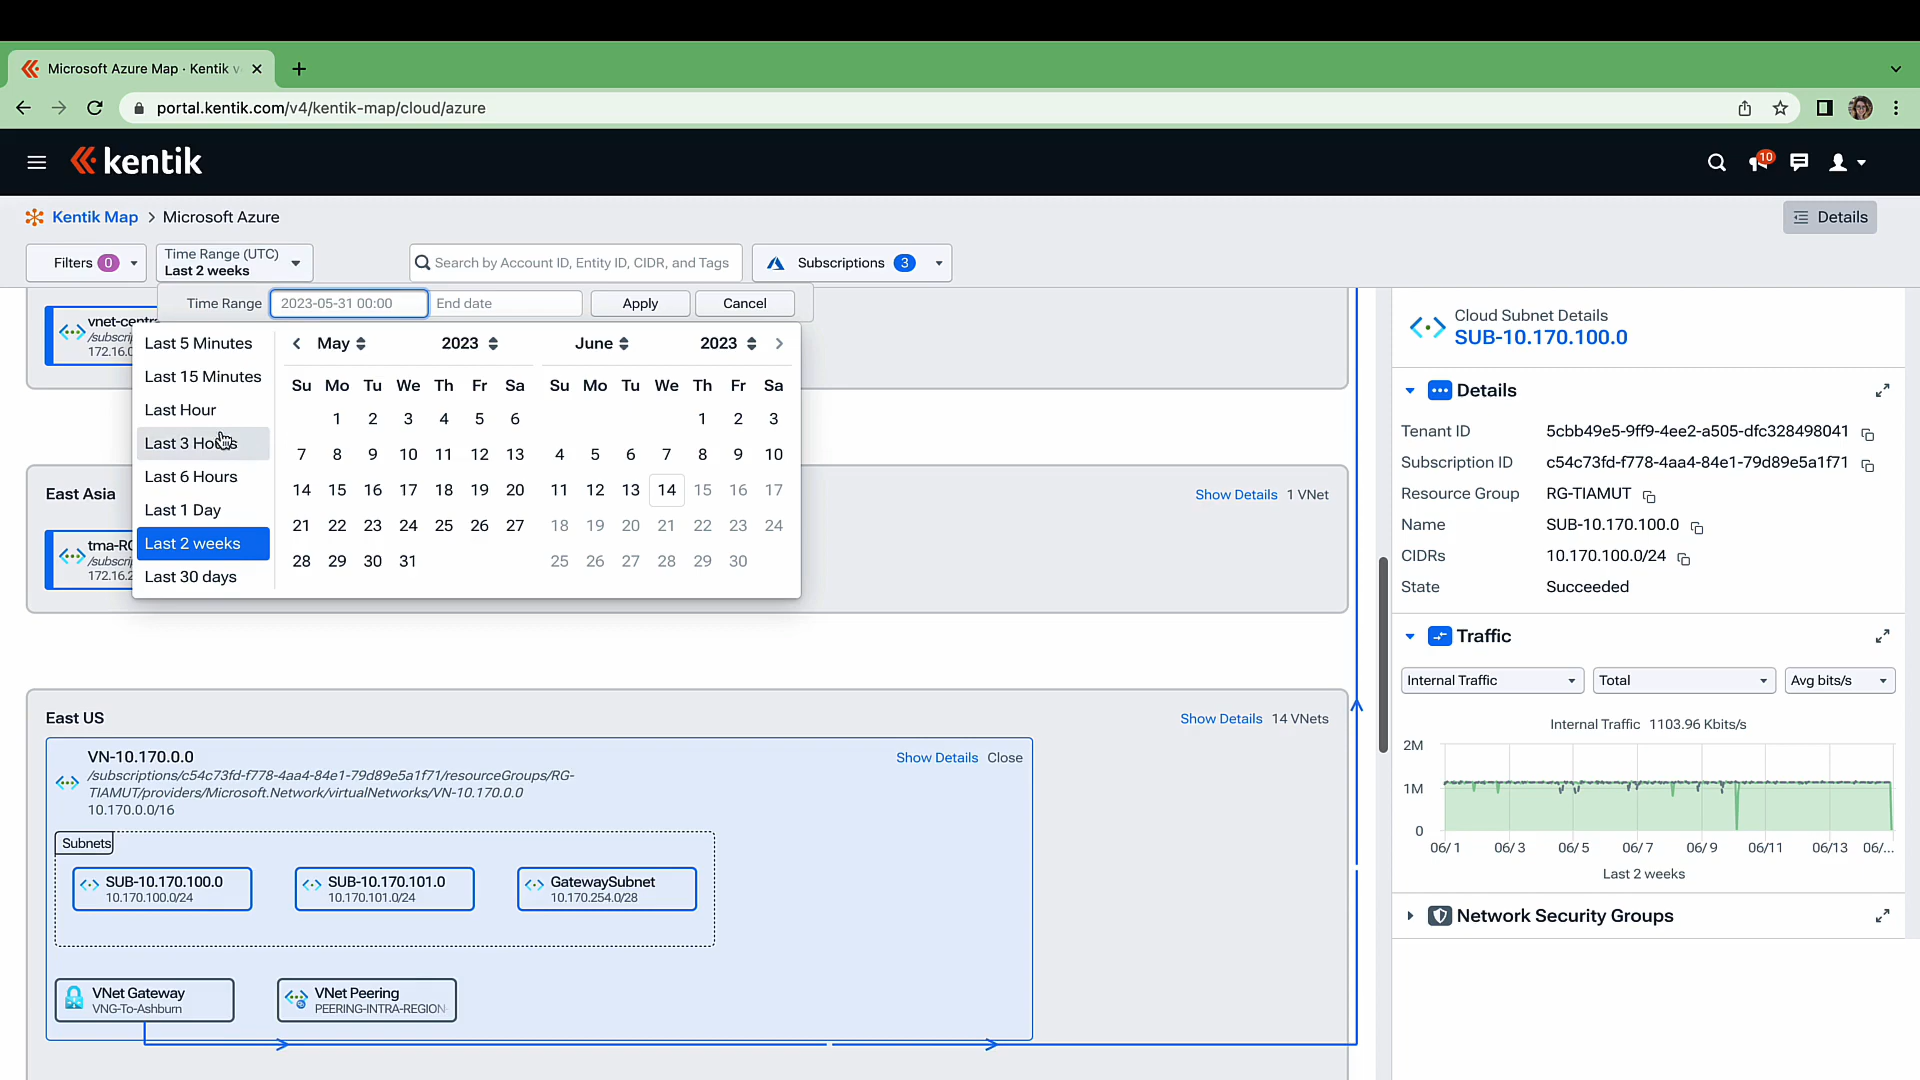 Microsoft Azure Map · Kentik v
portal.kentik.com/v4/kentik-map/cloud/azure
kentik
10
Kentik Map > Microsoft Azure
Details
Filters 0
Time Range (UTC)
Last 2 weeks
Search by Account ID, Entity ID, CIDR, and Tags
Subscriptions 3
Time Range 2023-05-31 00:00 End date Apply Cancel
vnet-centra
/subscrip
172.16.0
Last 5 Minutes
Last 15 Minutes
Last Hour
Last 3 Hours
Last 6 Hours
Last 1 Day
Last 2 weeks
Last 30 days
May 2023
Su Mo Tu We Th Fr Sa
1 2 3 4 5 6
7 8 9 10 11 12 13
14 15 16 17 18 19 20
21 22 23 24 25 26 27
28 29 30 31
June 2023
Su Mo Tu We Th Fr Sa
1 2 3
4 5 6 7 8 9 10
11 12 13 14 15 16 17
18 19 20 21 22 23 24
25 26 27 28 29 30
East Asia
Show Details 1 VNet
tma-RG
/subscrip
172.16.2
East US
Show Details 14 VNets
VN-10.170.0.0
Show Details Close
/subscriptions/c54c73fd-f778-4aa4-84e1-79d89e5a1f71/resourceGroups/RG-
TIAMUT/providers/Microsoft.Network/virtualNetworks/VN-10.170.0.0
10.170.0.0/16
Subnets
SUB-10.170.100.0
10.170.100.0/24
SUB-10.170.101.0
10.170.101.0/24
GatewaySubnet
10.170.254.0/28
VNet Gateway
VNG-To-Ashburn
VNet Peering
PEERING-INTRA-REGION-
Cloud Subnet Details
SUB-10.170.100.0
Details
Tenant ID 5cbb49e5-9ff9-4ee2-a505-dfc328498041
Subscription ID c54c73fd-f778-4aa4-84e1-79d89e5a1f71
Resource Group RG-TIAMUT
Name SUB-10.170.100.0
CIDRs 10.170.100.0/24
State Succeeded
Traffic
Internal Traffic Total Avg bits/s
Internal Traffic 1103.96 Kbits/s
2M
1M
0
06/ 1 06/ 3 06/ 5 06/ 7 06/ 9 06/11 06/13 06/...
Last 2 weeks
Network Security Groups